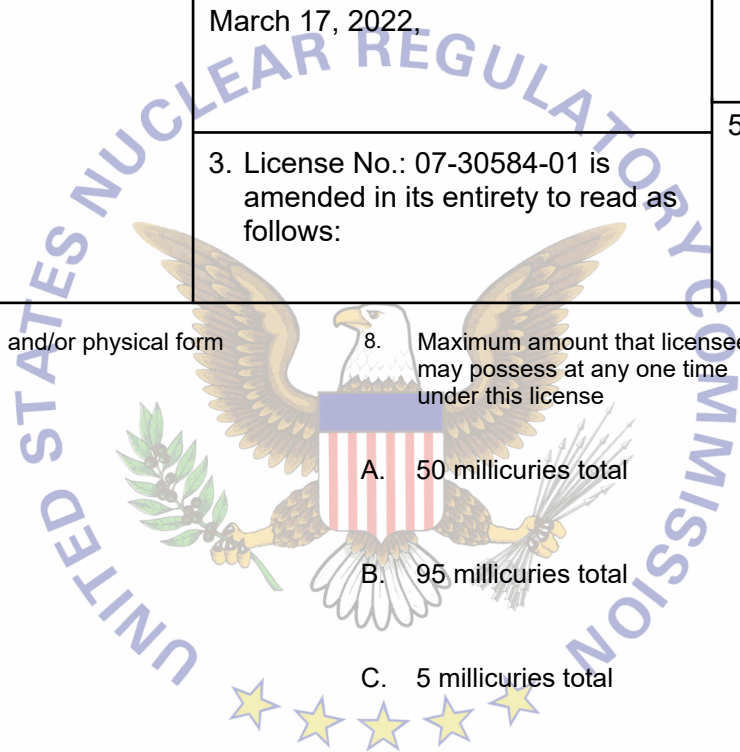 March 17, 2022,
5
3. License No.: 07-30584-01 is
amended in its entirety to read as
follows:
and/or physical form
8. Maximum amount that licensee
may possess at any one time
under this license
A. 50 millicuries total
B. 95 millicuries total
C. 5 millicuries total
UNITED STATES NUCLEAR REGULATORY COMMISSION